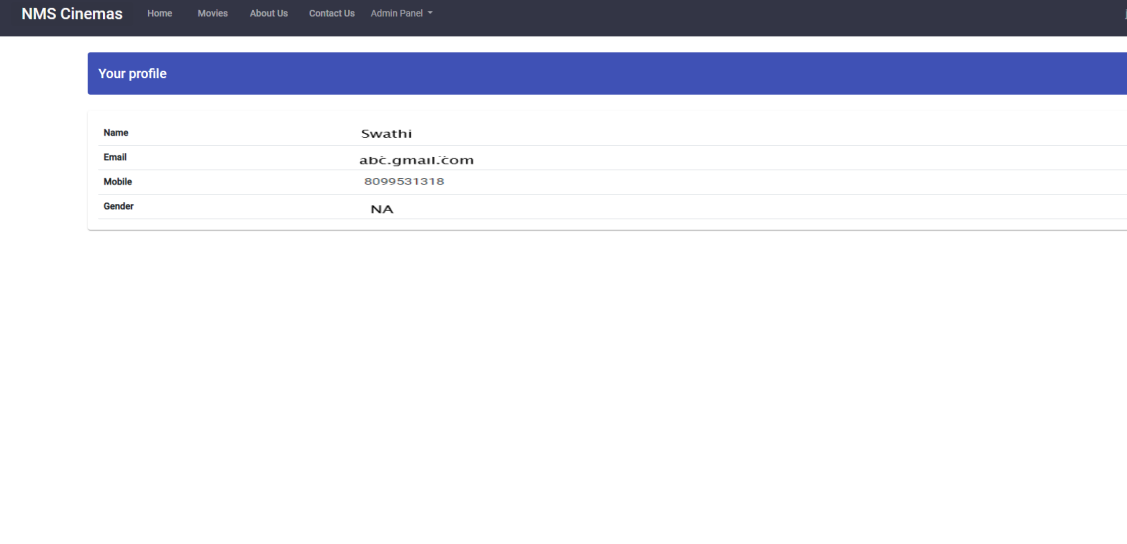 NMS Cinemas Home Movies About Us Contact Us Admin Panel
Your profile
Name Swathi
Email abc.gmail.com
Mobile 8099531318
Gender NA